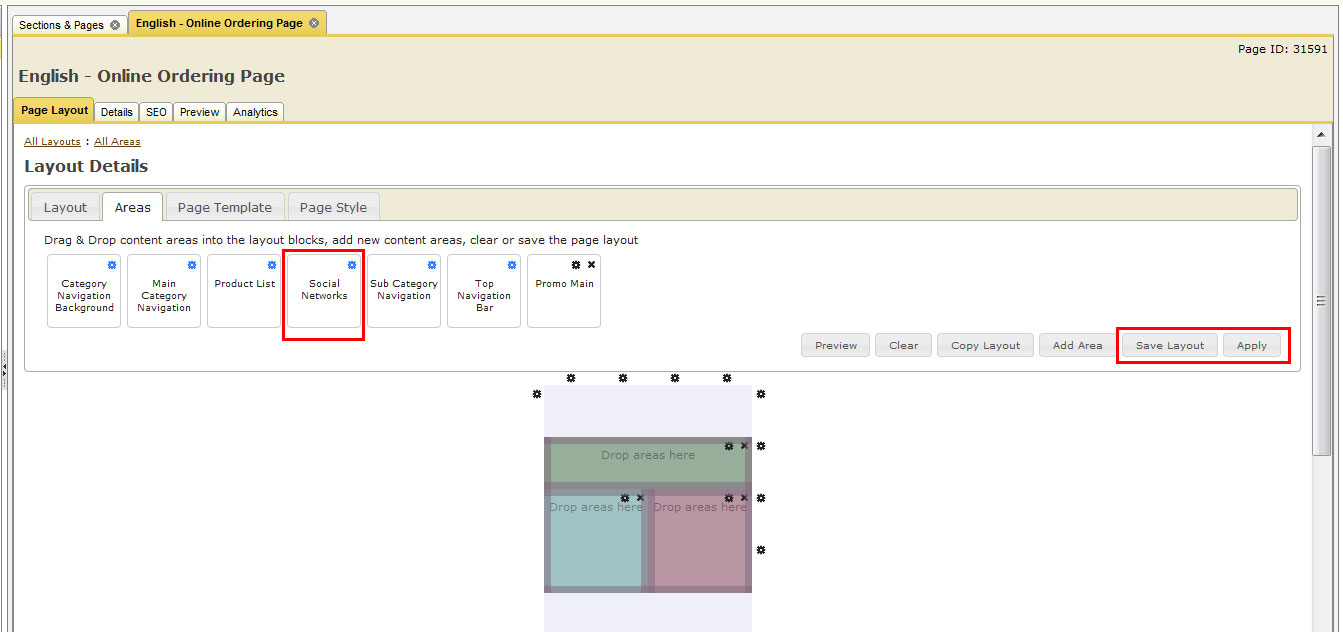 Sections & Pages
English - Online Ordering Page
Page ID: 31591
English - Online Ordering Page
Page Layout
Details
SEO
Preview
Analytics
All Layouts : All Areas
Layout Details
Layout
Areas
Page Template
Page Style
Drag & Drop content areas into the layout blocks, add new content areas, clear or save the page layout
Category
Navigation
Background
Main
Category
Navigation
Product List
Social
Networks
Sub Category
Navigation
Top
Navigation
Bar
Promo Main
Preview
Clear
Copy Layout
Add Area
Save Layout
Apply
Drop areas here
Drop areas here
Drop areas here